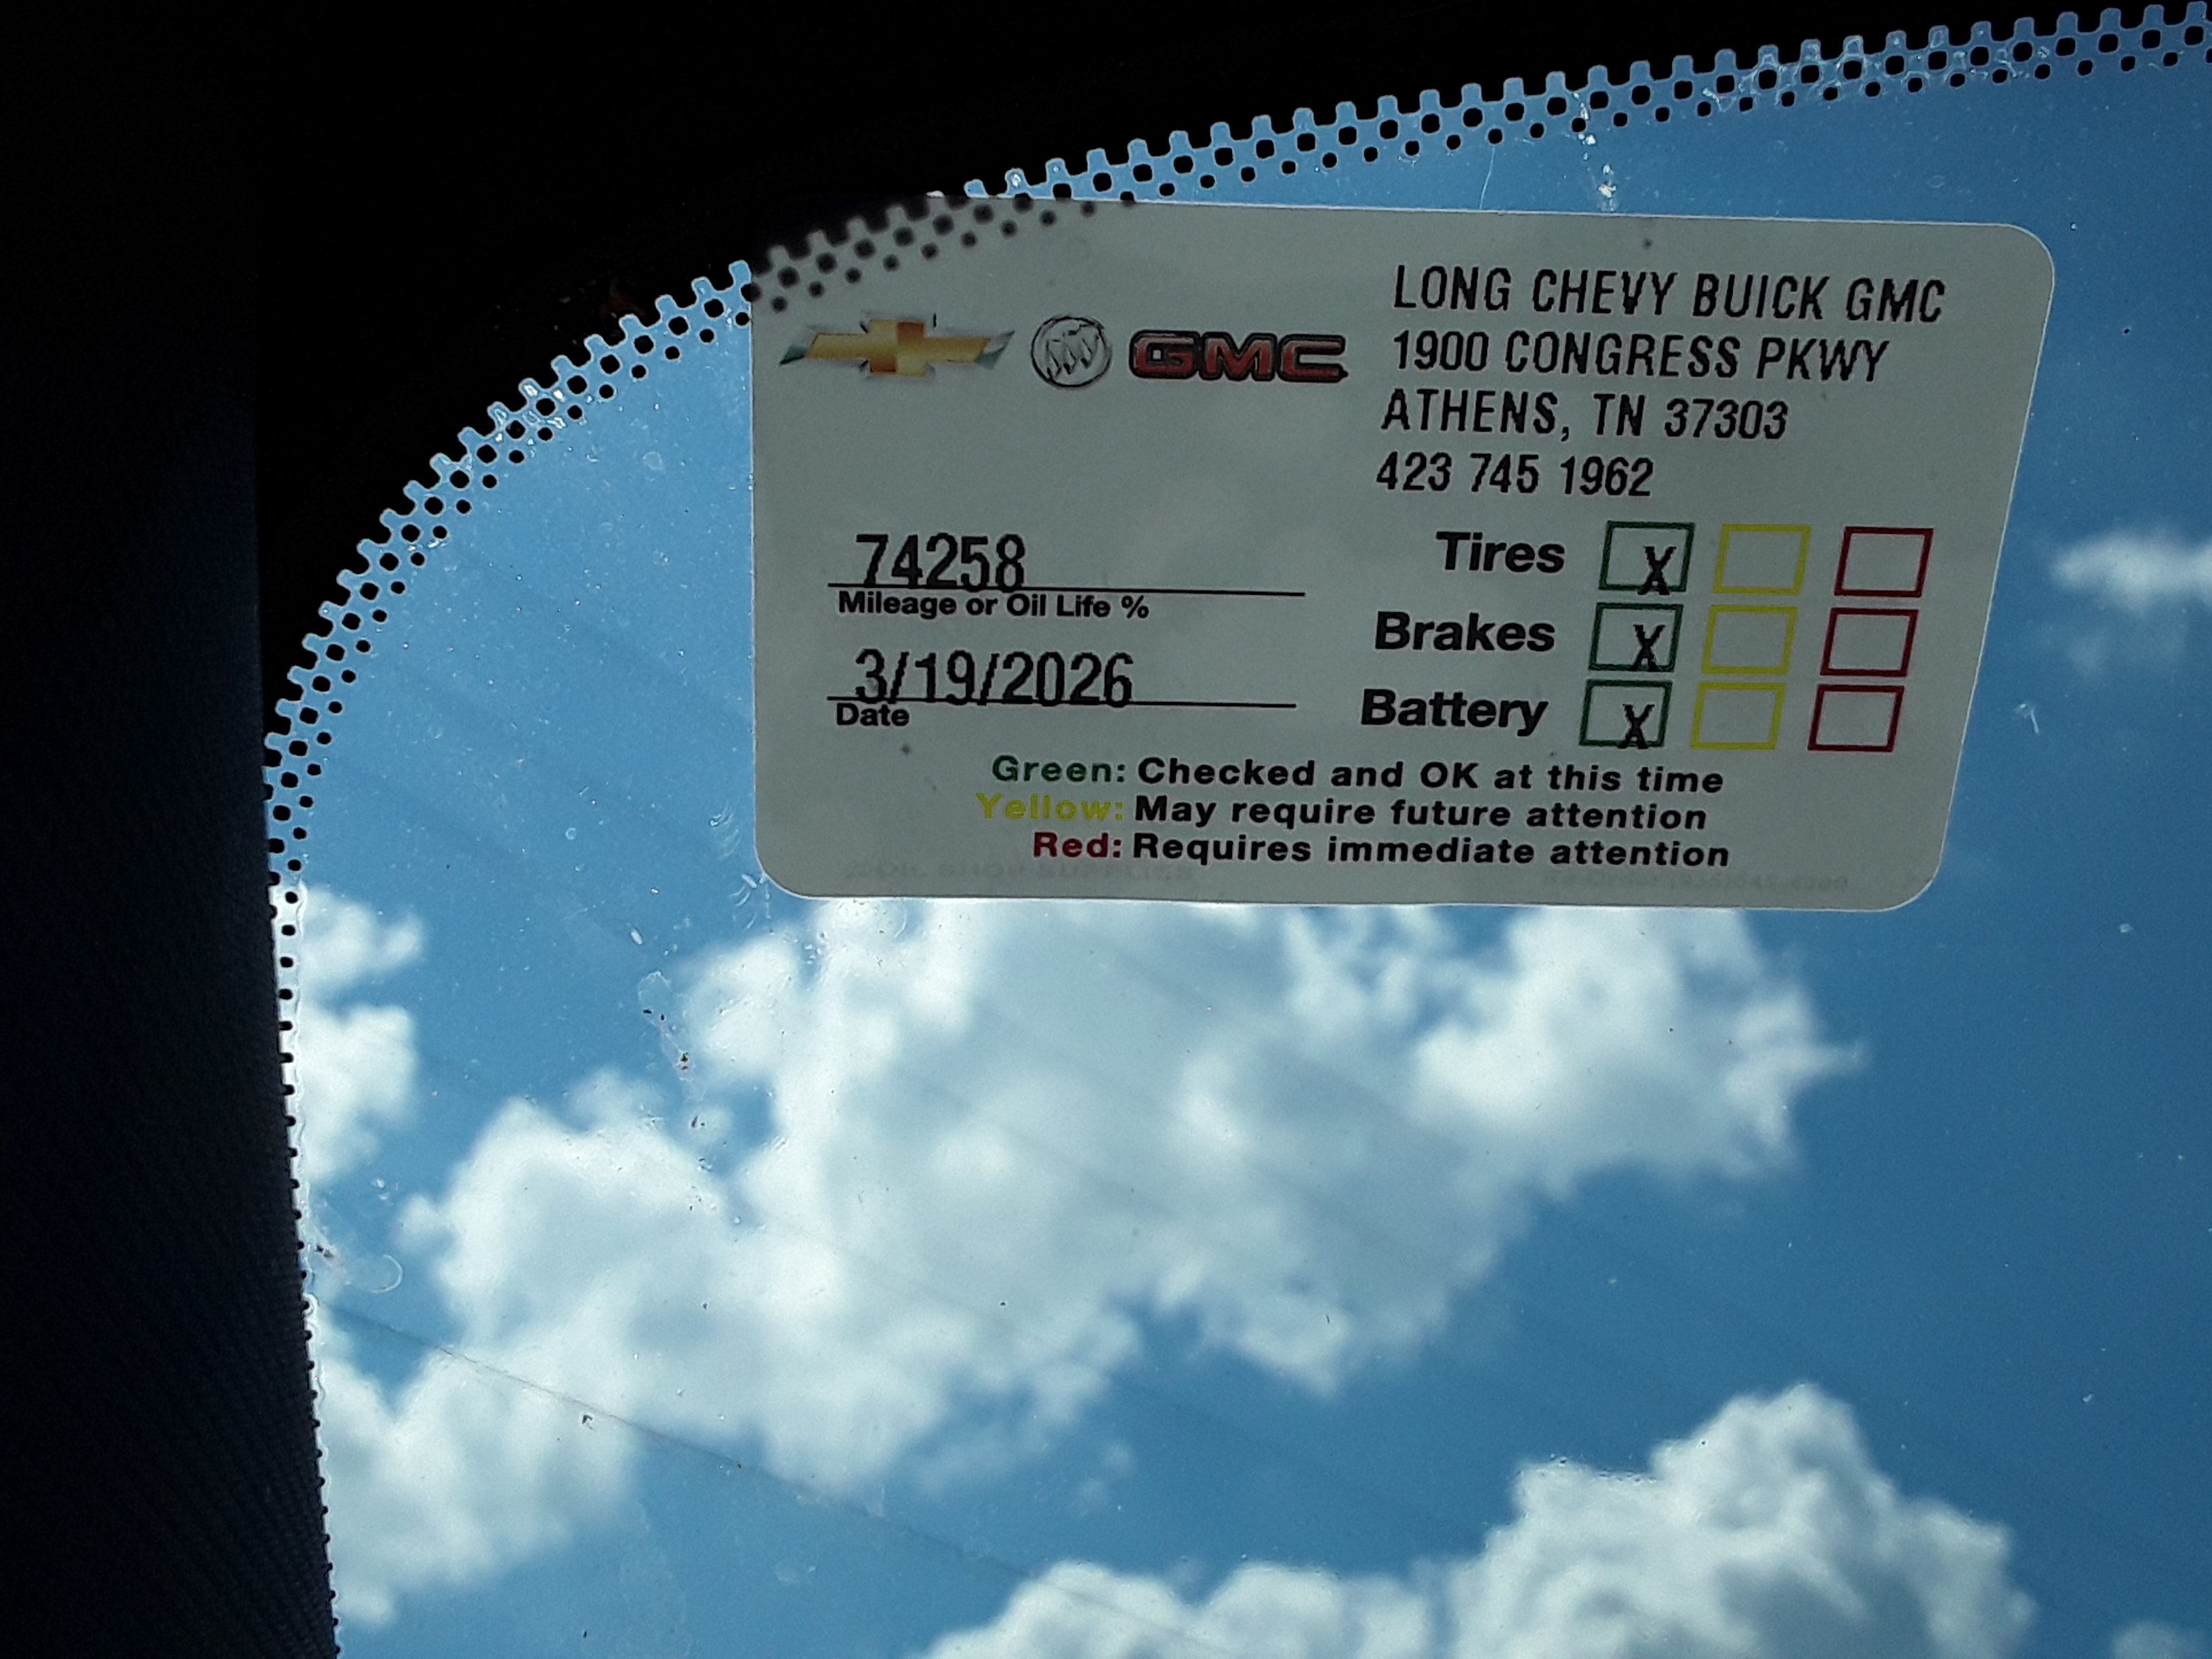 GMC
LONG CHEVY BUICK GMC
1900 CONGRESS PKWY
ATHENS, TN 37303
423 745 1962
74258
Mileage or Oil Life %
3/19/2026
Date
Tires X
Brakes X
Battery X
Green: Checked and OK at this time
Yellow: May require future attention
Red: Requires immediate attention
SHOP SUPPLIES